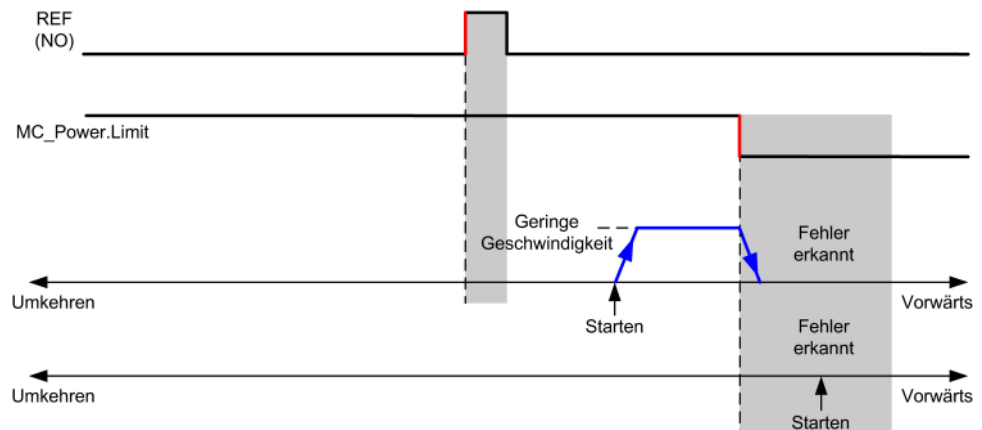 REF
(NO)
MC_Power.Limit
Geringe
Geschwindigkeit
Fehler
erkannt
Umkehren
Vorwärts
Starten
Fehler
erkannt
Umkehren
Vorwärts
Starten